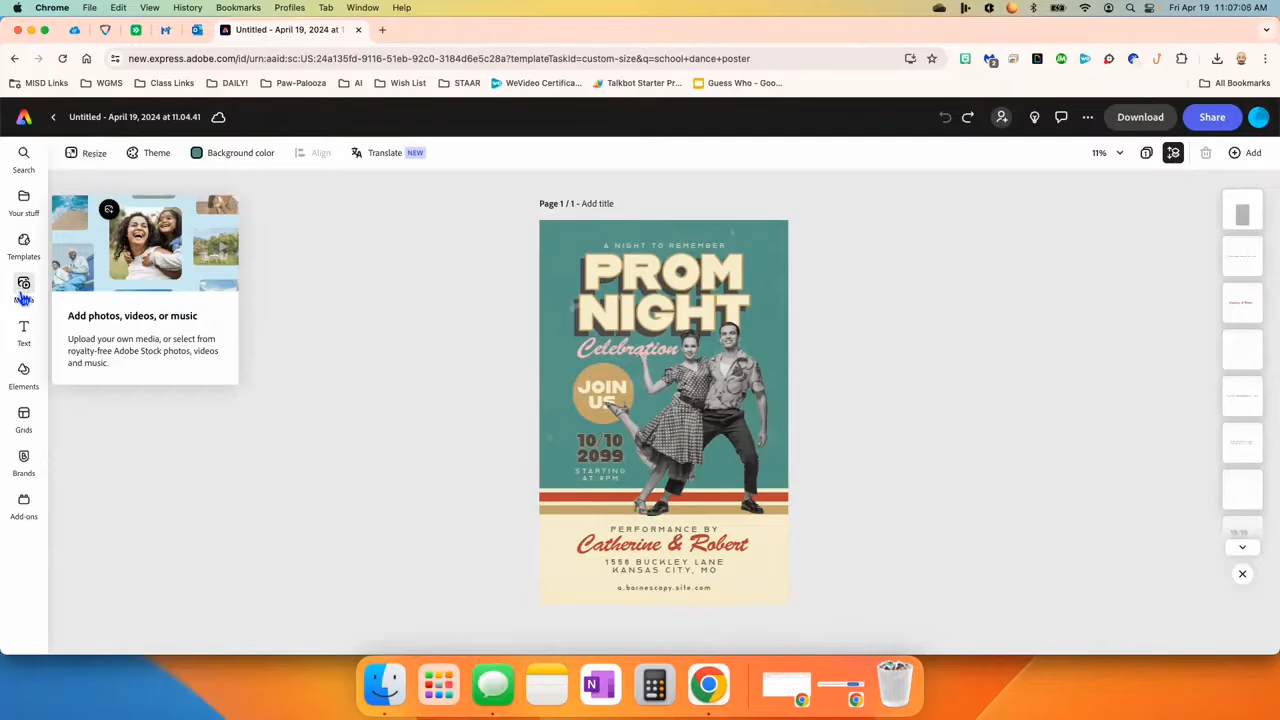 Chrome File Edit View History Bookmarks Profiles Tab Window Help Fri Apr 19 11:07:06 AM
Untitled - April 19, 2024 at 1
new.express.adobe.com/id/urn:aaid:sc:US:24a135fd-9116-51eb-92c0-3184d6e5c28a?templateTaskId=custom-size&q=school+dance+poster
MISD Links WGMS Class Links DAILY! Paw-Palooza AI Wish List STAAR WeVideo Certifica... Talkbot Starter Pr... Guess Who - Goo... All Bookmarks
Untitled - April 19, 2024 at 11.04.41 Download Share
Search
Resize Theme Background color Align Translate NEW 11% Add
Your stuff
Templates
Text
Elements
Grids
Brands
Add-ons
Add photos, videos, or music
Upload your own media, or select from
royalty-free Adobe Stock photos, videos
and music.
Page 1 / 1 - Add title
A NIGHT TO REMEMBER
PROM
NIGHT
Celebration
JOIN
US
10/10
2099
STARTING
AT 8PM
PERFORMANCE BY
Catherine & Robert
1556 BUCKLEY LANE
KANSAS CITY, MO
a.barnescopy.site.com